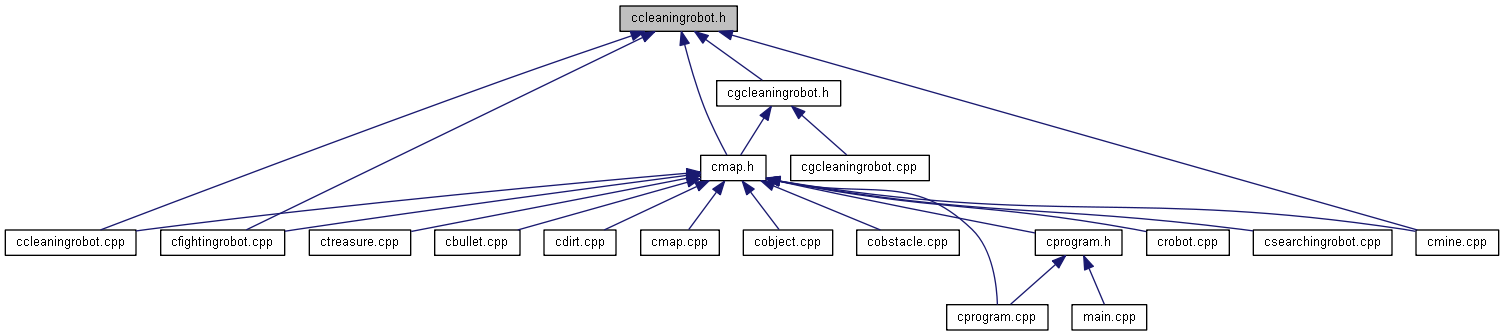 ccleaningrobot.h
cgcleaningrobot.h
cmap.h
cgcleaningrobot.cpp
ccleaningrobot.cpp
cfightingrobot.cpp
ctreasure.cpp
cbullet.cpp
cdirt.cpp
cmap.cpp
cobject.cpp
cobstacle.cpp
cprogram.h
crobot.cpp
csearchingrobot.cpp
cmine.cpp
cprogram.cpp
main.cpp